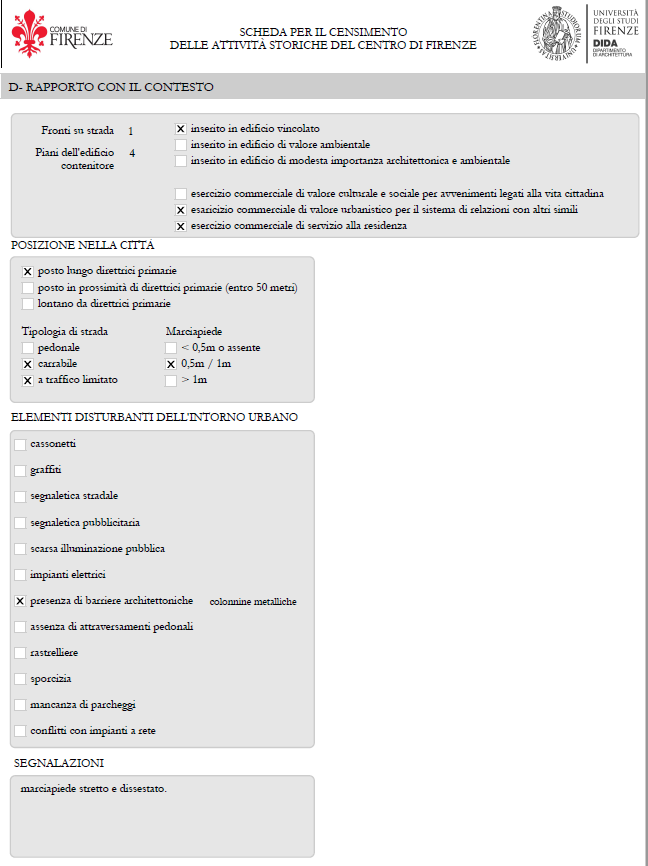 COMUNE DI
FIRENZE
SCHEDA PER IL CENSIMENTO
DELLE ATTIVITÀ STORICHE DEL CENTRO DI FIRENZE
FLORENTINA STUDIORUM UNIVERSITAS
UNIVERSITÀ
DEGLI STUDI
FIRENZE
DIDA
DIPARTIMENTO
DI ARCHITETTURA
D- RAPPORTO CON IL CONTESTO
Fronti su strada 1
Piani dell'edificio contenitore 4
X inserito in edificio vincolato
inserito in edificio di valore ambientale
inserito in edificio di modesta importanza architettonica e ambientale
esercizio commerciale di valore culturale e sociale per avvenimenti legati alla vita cittadina
X esaricizio commerciale di valore urbanistico per il sistema di relazioni con altri simili
X esercizio commerciale di servizio alla residenza
POSIZIONE NELLA CITTÀ
X posto lungo direttrici primarie
posto in prossimità di direttrici primarie (entro 50 metri)
lontano da direttrici primarie
Tipologia di strada
pedonale
X carrabile
X a traffico limitato
Marciapiede
< 0,5m o assente
X 0,5m / 1m
> 1m
ELEMENTI DISTURBANTI DELL'INTORNO URBANO
cassonetti
graffiti
segnaletica stradale
segnaletica pubblicitaria
scarsa illuminazione pubblica
impianti elettrici
X presenza di barriere architettoniche colonnine metalliche
assenza di attraversamenti pedonali
rastrelliere
sporcizia
mancanza di parcheggi
conflitti con impianti a rete
SEGNALAZIONI
marciapiede stretto e dissestato.